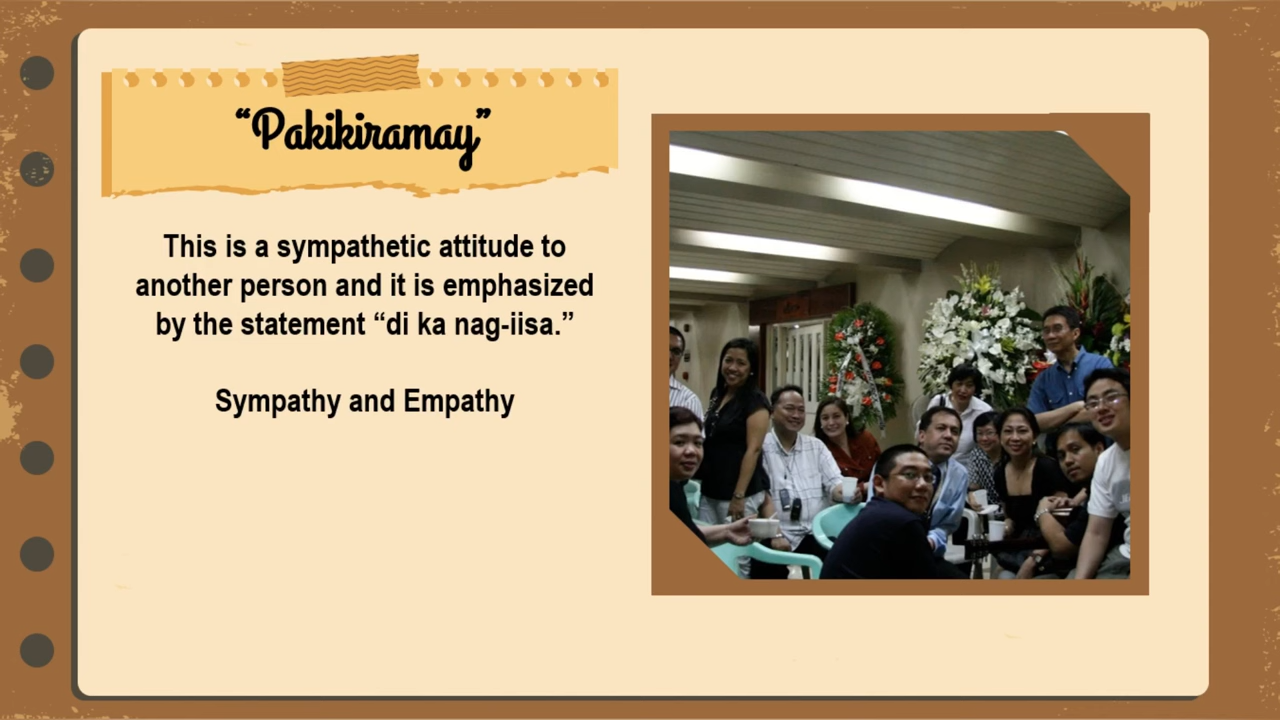 “Pakikiramay”
This is a sympathetic attitude to
another person and it is emphasized
by the statement “di ka nag-iisa.”
Sympathy and Empathy